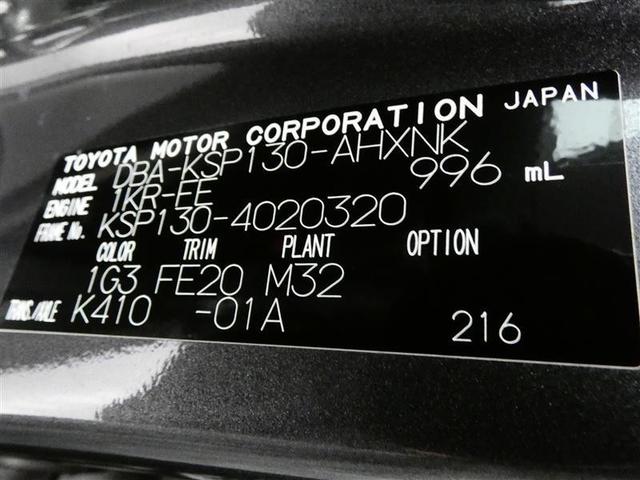 TOYOTA MOTOR CORPORATION JAPAN
MODEL DBA-KSP130-AHXNK
ENGINE 1KR-EE 996 mL
FRAME No. KSP130-4020320
COLOR TRIM PLANT OPTION
1G3 FE20 M32
TRANS/AXLE K410 -01A 216